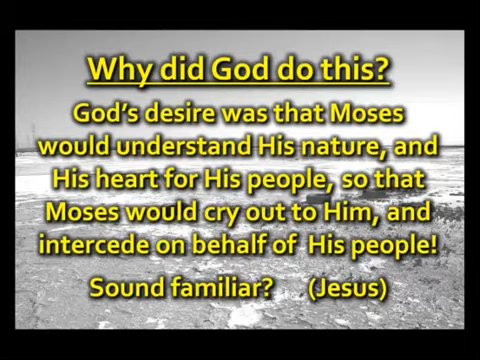 Why did God do this?
God's desire was that Moses
would understand His nature, and
His heart for His people, so that
Moses would cry out to Him, and
intercede on behalf of His people!
Sound familiar? (Jesus)